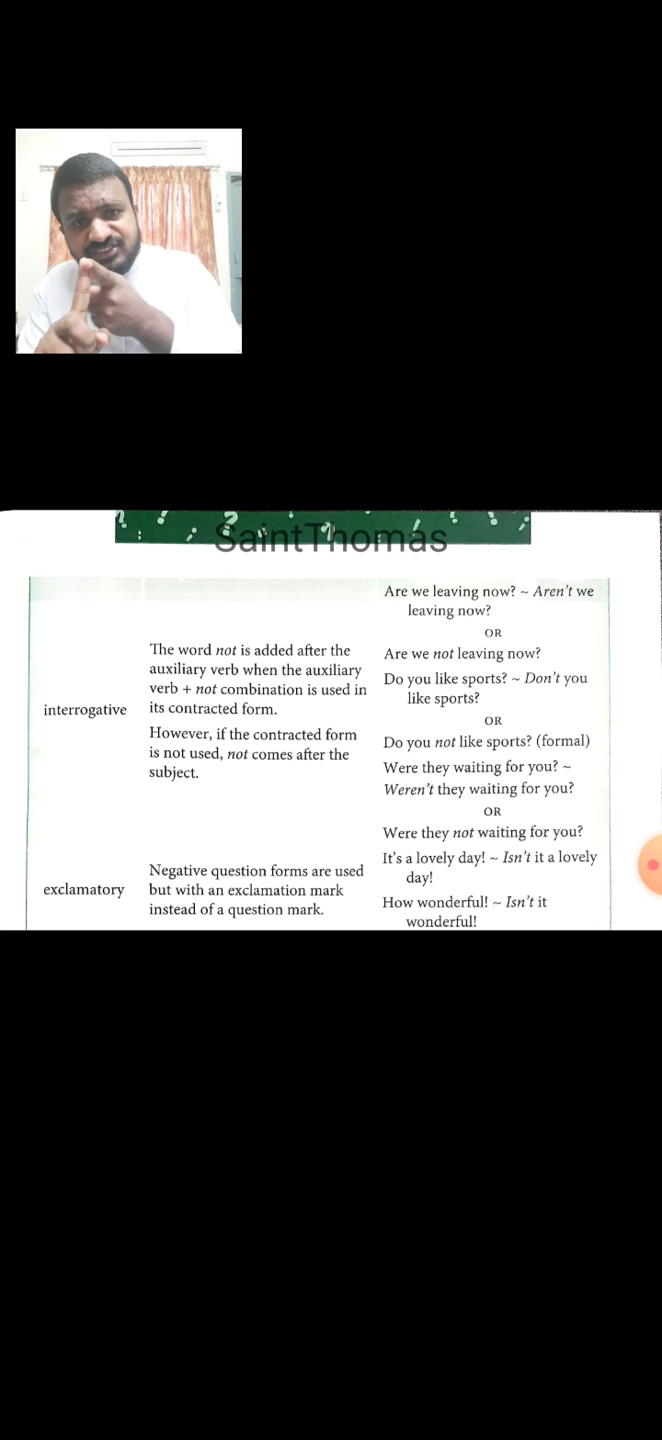 SaintThomas
interrogative
The word not is added after the
auxiliary verb when the auxiliary
verb + not combination is used in
its contracted form.
However, if the contracted form
is not used, not comes after the
subject.
Are we leaving now? ~ Aren't we
leaving now?
OR
Are we not leaving now?
Do you like sports? ~ Don't you
like sports?
OR
Do you not like sports? (formal)
Were they waiting for you? ~
Weren't they waiting for you?
OR
Were they not waiting for you?
exclamatory
Negative question forms are used
but with an exclamation mark
instead of a question mark.
It's a lovely day! ~ Isn't it a lovely
day!
How wonderful! ~ Isn't it
wonderful!